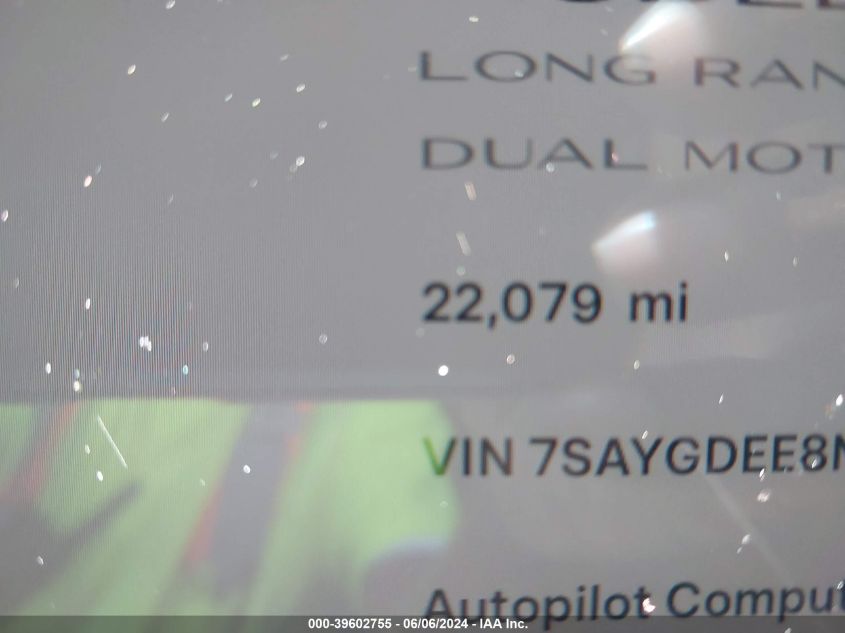 LONG RAN
DUAL MOT
22,079 mi
VIN 7SAYGDEE8N
Autopilot Comput
000-39602755 - 06/06/2024 - IAA Inc.